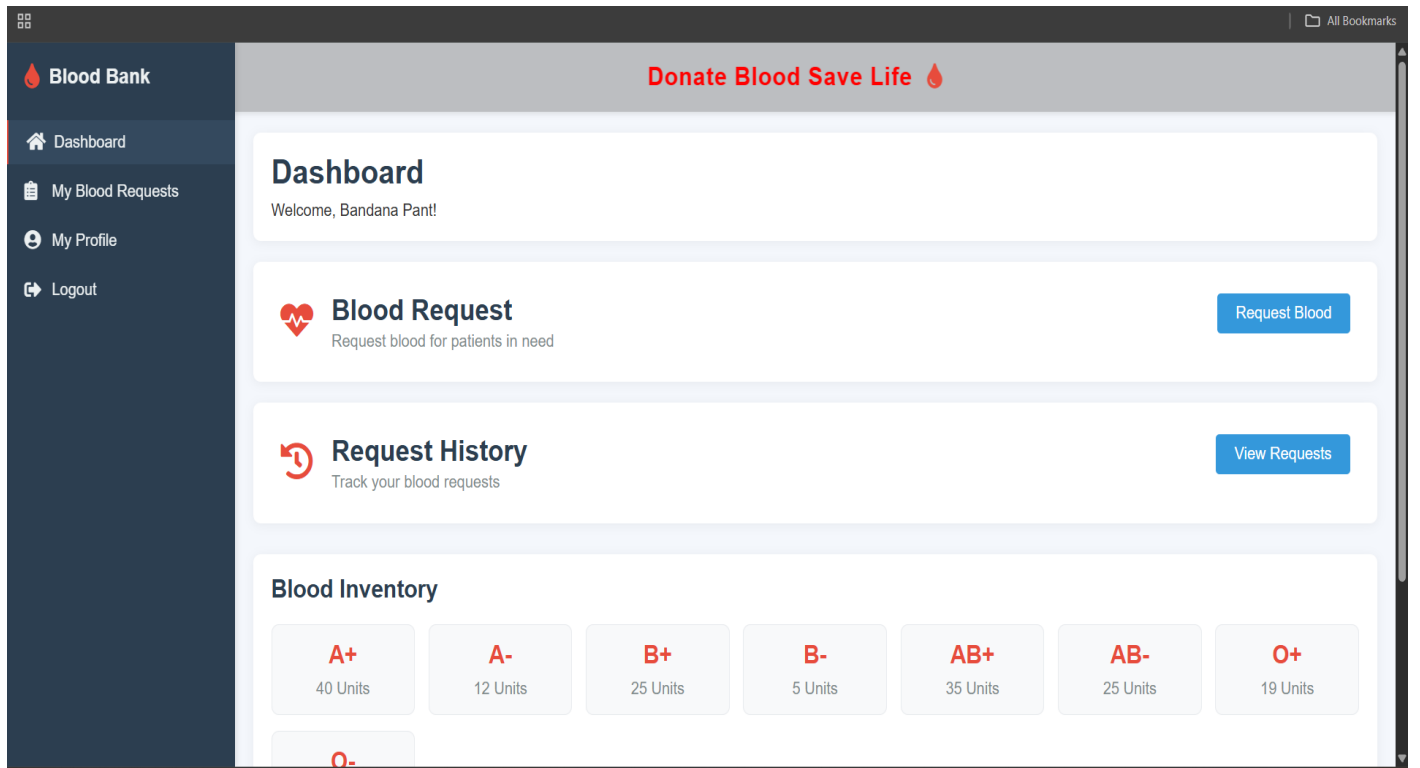 All Bookmarks
Blood Bank
Donate Blood Save Life
Dashboard
My Blood Requests
My Profile
Logout
Dashboard
Welcome, Bandana Pant!
Blood Request
Request blood for patients in need
Request Blood
Request History
Track your blood requests
View Requests
Blood Inventory
A+
40 Units
A-
12 Units
B+
25 Units
B-
5 Units
AB+
35 Units
AB-
25 Units
O+
19 Units
O-